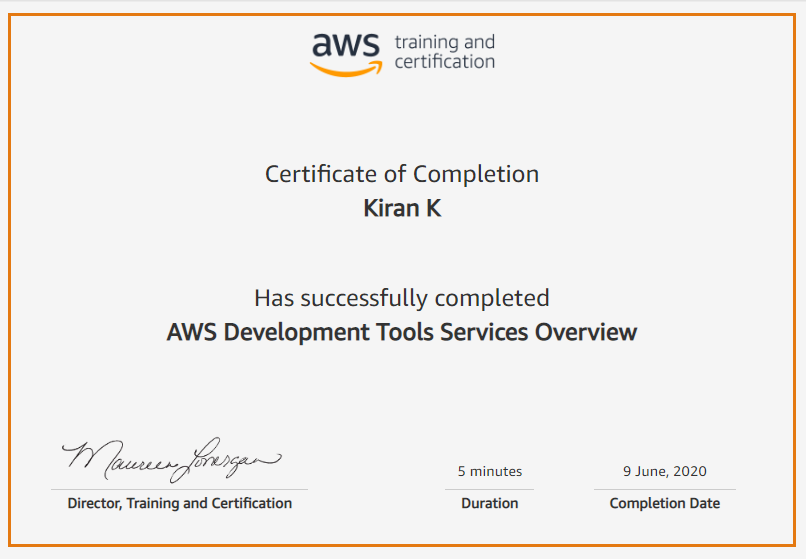 aws training and
certification
Certificate of Completion
Kiran K
Has successfully completed
AWS Development Tools Services Overview
Maureen Lonergan
5 minutes
9 June, 2020
Director, Training and Certification
Duration
Completion Date